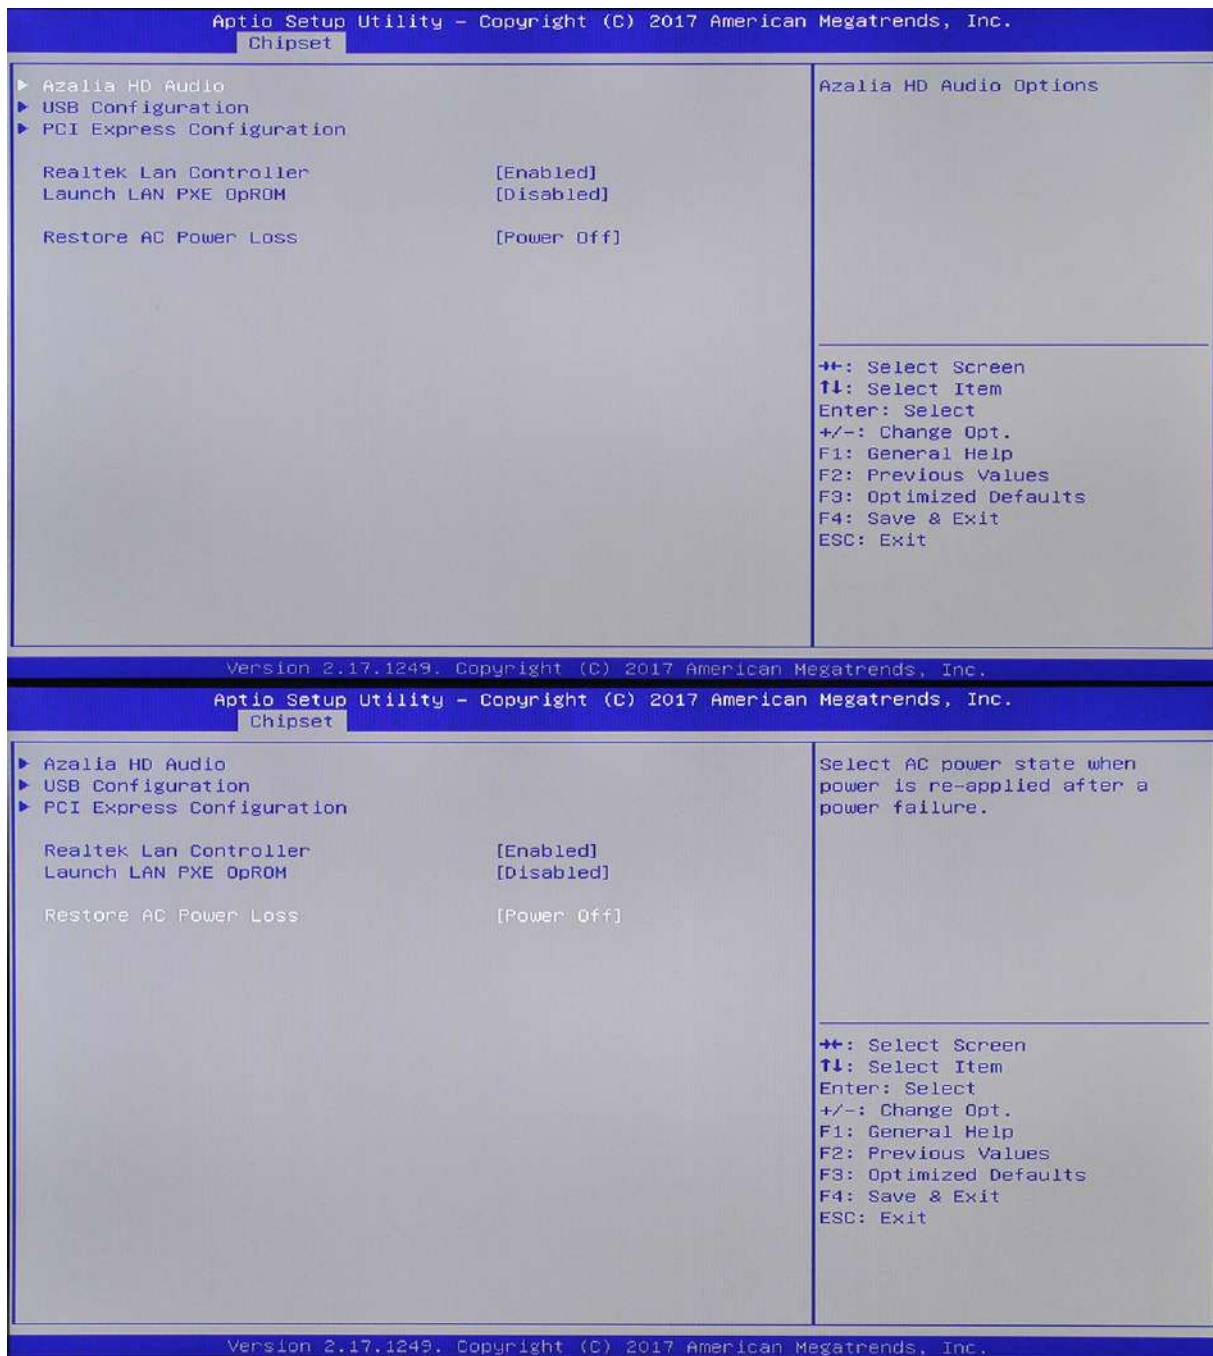 Aptio Setup Utility – Copyright (C) 2017 American Megatrends, Inc.
Chipset
▶ Azalia HD Audio
▶ USB Configuration
▶ PCI Express Configuration
Realtek Lan Controller [Enabled]
Launch LAN PXE OpROM [Disabled]
Restore AC Power Loss [Power Off]
Azalia HD Audio Options
→←: Select Screen
↑↓: Select Item
Enter: Select
+/-: Change Opt.
F1: General Help
F2: Previous Values
F3: Optimized Defaults
F4: Save & Exit
ESC: Exit
Version 2.17.1249. Copyright (C) 2017 American Megatrends, Inc.
Aptio Setup Utility – Copyright (C) 2017 American Megatrends, Inc.
Chipset
▶ Azalia HD Audio
▶ USB Configuration
▶ PCI Express Configuration
Realtek Lan Controller [Enabled]
Launch LAN PXE OpROM [Disabled]
Restore AC Power Loss [Power Off]
Select AC power state when
power is re-applied after a
power failure.
→←: Select Screen
↑↓: Select Item
Enter: Select
+/-: Change Opt.
F1: General Help
F2: Previous Values
F3: Optimized Defaults
F4: Save & Exit
ESC: Exit
Version 2.17.1249. Copyright (C) 2017 American Megatrends, Inc.